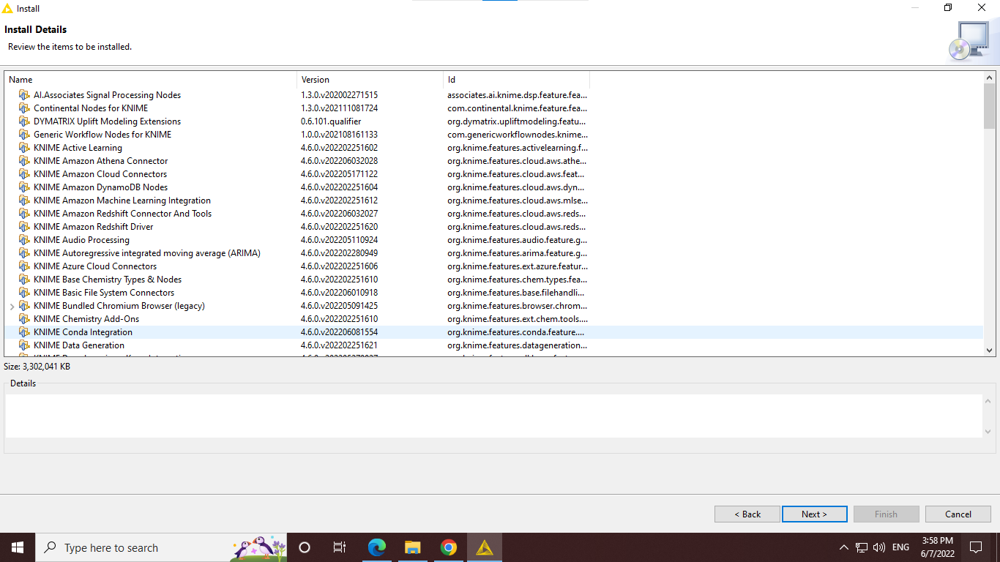 Install
Install Details
Review the items to be installed.
Name Version Id
AI.Associates Signal Processing Nodes 1.3.0.v202002271515 associates.ai.knime.dsp.feature.fea...
Continental Nodes for KNIME 1.3.0.v202111081724 com.continental.knime.feature.fea...
DYMATRIX Uplift Modeling Extensions 0.6.101.qualifier org.dymatrix.upliftmodeling.featu...
Generic Workflow Nodes for KNIME 1.0.0.v202108161133 com.genericworkflownodes.knime...
KNIME Active Learning 4.6.0.v202202251602 org.knime.features.activelearning.f...
KNIME Amazon Athena Connector 4.6.0.v202206032028 org.knime.features.cloud.aws.athe...
KNIME Amazon Cloud Connectors 4.6.0.v202205171122 org.knime.features.cloud.aws.feat...
KNIME Amazon DynamoDB Nodes 4.6.0.v202202251604 org.knime.features.cloud.aws.dyn...
KNIME Amazon Machine Learning Integration 4.6.0.v202202251612 org.knime.features.cloud.aws.mlse...
KNIME Amazon Redshift Connector And Tools 4.6.0.v202206032027 org.knime.features.cloud.aws.reds...
KNIME Amazon Redshift Driver 4.6.0.v202202251620 org.knime.features.cloud.aws.reds...
KNIME Audio Processing 4.6.0.v202205110924 org.knime.features.audio.feature.g...
KNIME Autoregressive integrated moving average (ARIMA) 4.6.0.v202202280949 org.knime.features.arima.feature.g...
KNIME Azure Cloud Connectors 4.6.0.v202202251606 org.knime.features.ext.azure.featur...
KNIME Base Chemistry Types & Nodes 4.6.0.v202202251610 org.knime.features.chem.types.fea...
KNIME Basic File System Connectors 4.6.0.v202206010918 org.knime.features.base.filehandli...
KNIME Bundled Chromium Browser (legacy) 4.6.0.v202205091425 org.knime.features.browser.chrom...
KNIME Chemistry Add-Ons 4.6.0.v202202251610 org.knime.features.ext.chem.tools....
KNIME Conda Integration 4.6.0.v202206081554 org.knime.features.conda.feature....
KNIME Data Generation 4.6.0.v202202251621 org.knime.features.datageneration...
Size: 3,302,041 KB
Details
< Back Next > Finish Cancel
Type here to search
ENG
3:58 PM
6/7/2022